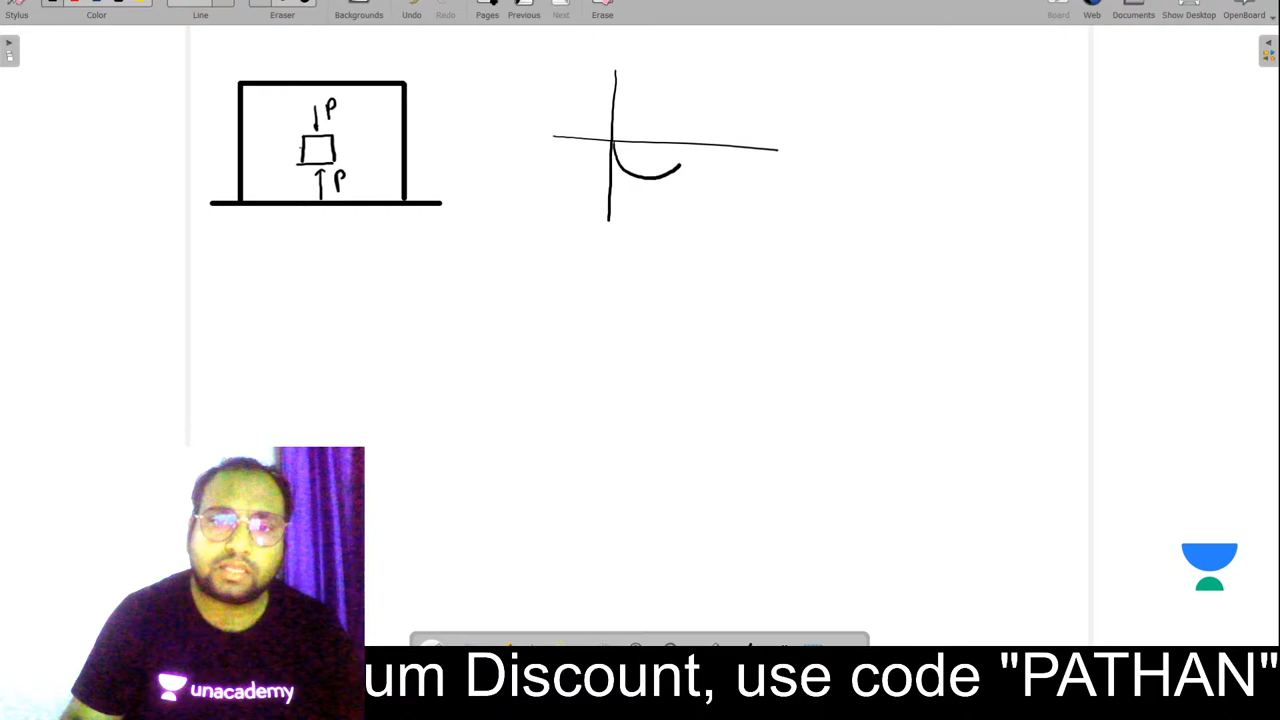 Stylus
Color
Line
Eraser
Backgrounds
Undo
Redo
Pages
Previous
Next
Erase
Board
Web
Documents
Show Desktop
OpenBoard
P
P
unacademy
um Discount, use code "PATHAN"